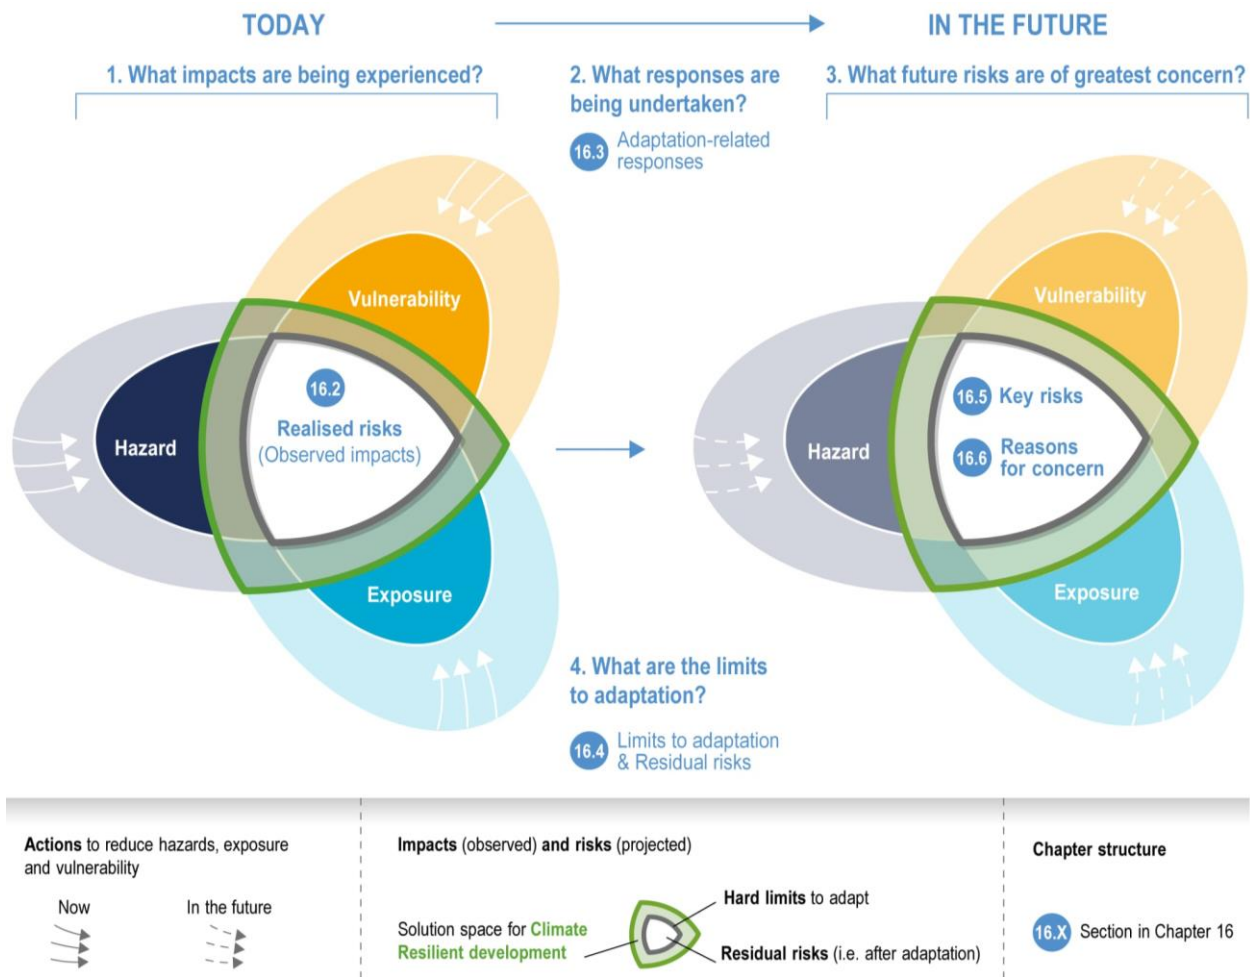 TODAY
IN THE FUTURE
1. What impacts are being experienced?
2. What responses are
being undertaken?
16.3
Adaptation-related
responses
3. What future risks are of greatest concern?
Vulnerability
Hazard
16.2
Realised risks
(Observed impacts)
Exposure
Vulnerability
Hazard
16.5
Key risks
16.6
Reasons
for concern
Exposure
4. What are the limits
to adaptation?
16.4
Limits to adaptation
& Residual risks
Actions to reduce hazards, exposure
and vulnerability
Now
In the future
Impacts (observed) and risks (projected)
Solution space for Climate
Resilient development
Hard limits to adapt
Residual risks (i.e. after adaptation)
Chapter structure
16.X
Section in Chapter 16